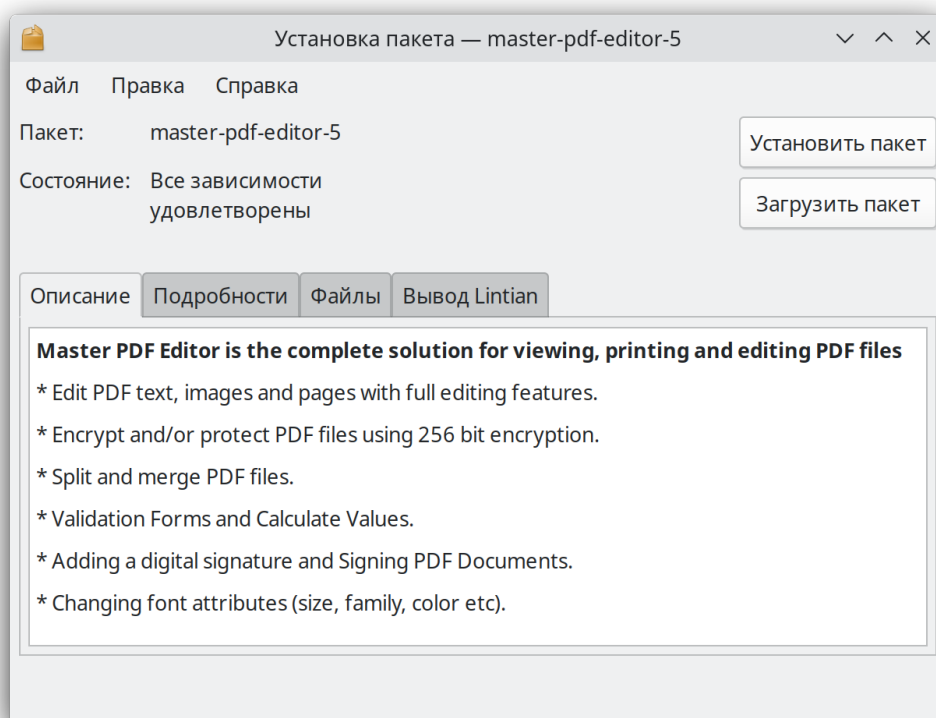 Установка пакета — master-pdf-editor-5
Файл Правка Справка
Пакет: master-pdf-editor-5
Установить пакет
Состояние: Все зависимости
удовлетворены
Загрузить пакет
Описание Подробности Файлы Вывод Lintian
Master PDF Editor is the complete solution for viewing, printing and editing PDF files
* Edit PDF text, images and pages with full editing features.
* Encrypt and/or protect PDF files using 256 bit encryption.
* Split and merge PDF files.
* Validation Forms and Calculate Values.
* Adding a digital signature and Signing PDF Documents.
* Changing font attributes (size, family, color etc).